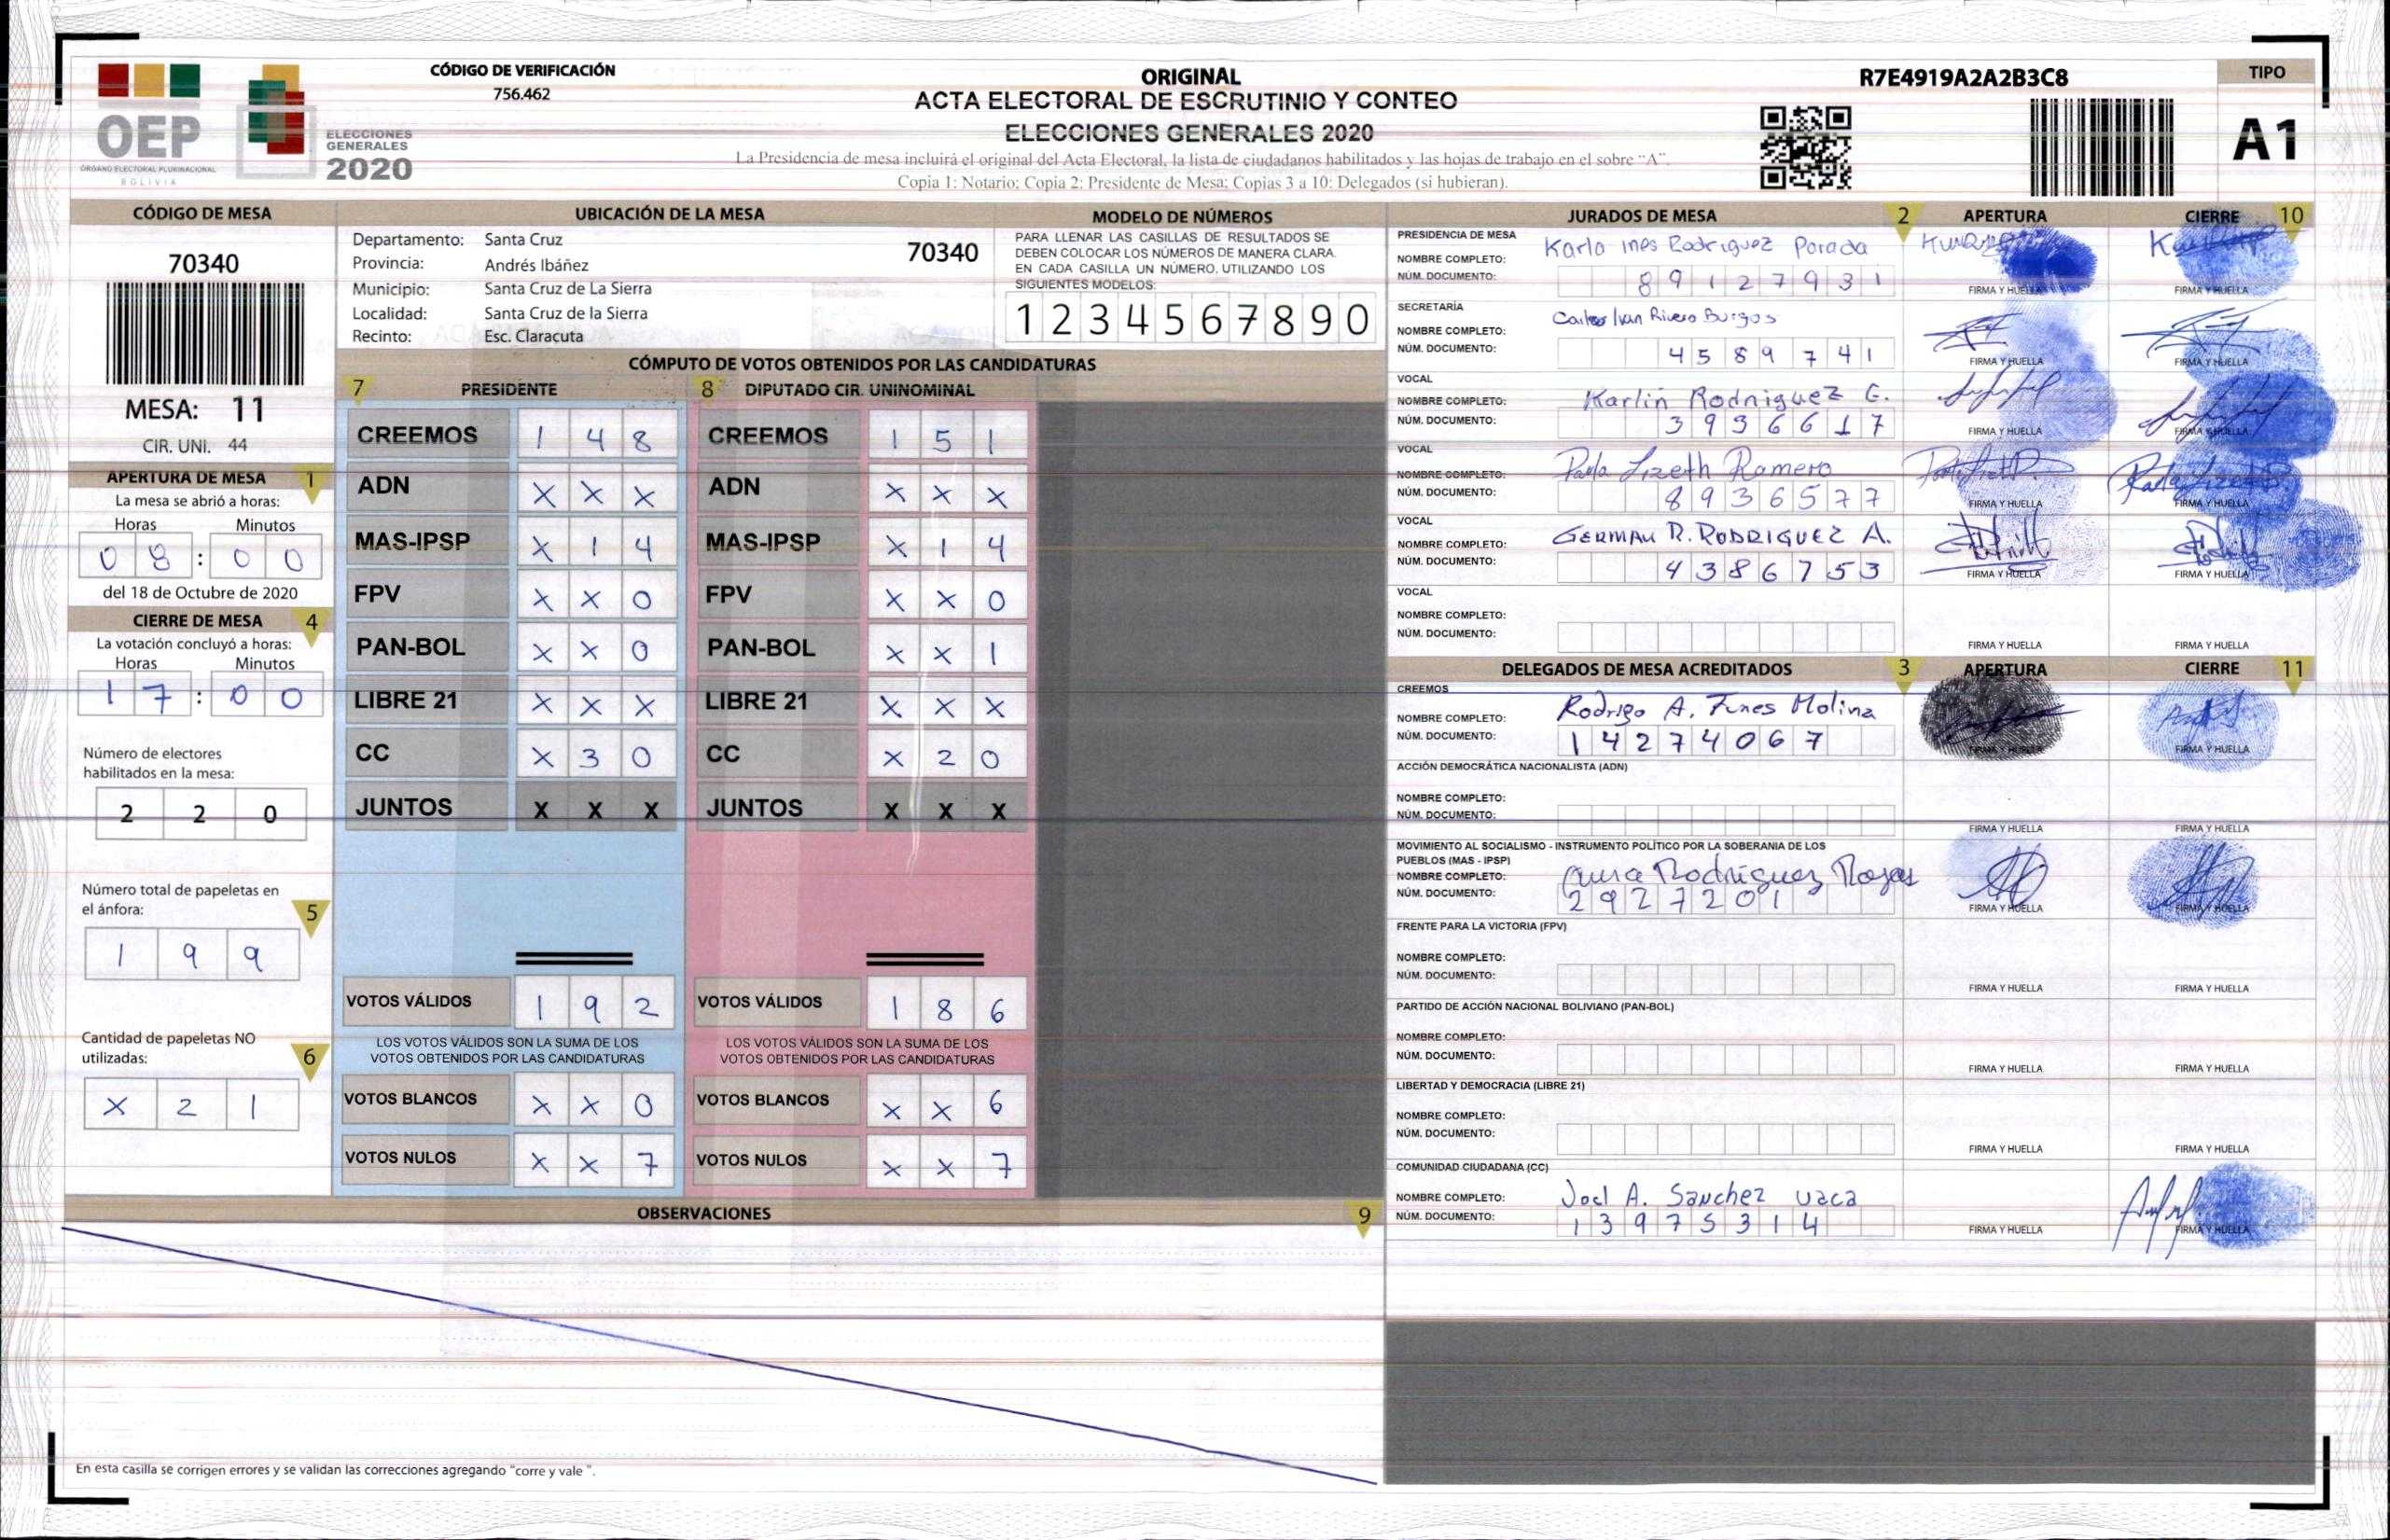 CÓDIGO DE VERIFICACIÓN
756.462
ORIGINAL
ACTA ELECTORAL DE ESCRUTINIO Y CONTEO
ELECCIONES GENERALES 2020
La Presidencia de mesa incluirá el original del Acta Electoral, la lista de ciudadanos habilitados y las hojas de trabajo en el sobre "A".
Copia 1: Notario; Copia 2: Presidente de Mesa; Copias 3 a 10: Delegados (si hubieran).
R7E4919A2A2B3C8
TIPO
A1
OEP
ÓRGANO ELECTORAL PLURINACIONAL
BOLIVIA
ELECCIONES
GENERALES
2020
CÓDIGO DE MESA
70340
MESA: 11
CIR. UNI. 44
APERTURA DE MESA 1
La mesa se abrió a horas:
Horas Minutos
0 8 : 0 0
del 18 de Octubre de 2020
CIERRE DE MESA 4
La votación concluyó a horas:
Horas Minutos
1 7 : 0 0
Número de electores
habilitados en la mesa:
2 2 0
Número total de papeletas en
el ánfora: 5
1 9 9
Cantidad de papeletas NO
utilizadas: 6
X 2 1
UBICACIÓN DE LA MESA
Departamento: Santa Cruz 70340
Provincia: Andrés Ibáñez
Municipio: Santa Cruz de La Sierra
Localidad: Santa Cruz de la Sierra
Recinto: Esc. Claracuta
MODELO DE NÚMEROS
PARA LLENAR LAS CASILLAS DE RESULTADOS SE
DEBEN COLOCAR LOS NÚMEROS DE MANERA CLARA.
EN CADA CASILLA UN NÚMERO, UTILIZANDO LOS
SIGUIENTES MODELOS:
1 2 3 4 5 6 7 8 9 0
CÓMPUTO DE VOTOS OBTENIDOS POR LAS CANDIDATURAS
7 PRESIDENTE 8 DIPUTADO CIR. UNINOMINAL
CREEMOS 1 4 8 CREEMOS 1 5 1
ADN X X X ADN X X X
MAS-IPSP X 1 4 MAS-IPSP X 1 4
FPV X X 0 FPV X X 0
PAN-BOL X X 0 PAN-BOL X X 1
LIBRE 21 X X X LIBRE 21 X X X
CC X 3 0 CC X 2 0
JUNTOS X X X JUNTOS X X X
VOTOS VÁLIDOS 1 9 2 VOTOS VÁLIDOS 1 8 6
LOS VOTOS VÁLIDOS SON LA SUMA DE LOS LOS VOTOS VÁLIDOS SON LA SUMA DE LOS
VOTOS OBTENIDOS POR LAS CANDIDATURAS VOTOS OBTENIDOS POR LAS CANDIDATURAS
VOTOS BLANCOS X X 0 VOTOS BLANCOS X X 6
VOTOS NULOS X X 7 VOTOS NULOS X X 7
OBSERVACIONES 9
En esta casilla se corrigen errores y se validan las correcciones agregando "corre y vale ".
JURADOS DE MESA 2 APERTURA CIERRE 10
PRESIDENCIA DE MESA
NOMBRE COMPLETO: Karla Ines Rodriguez Parada
NÚM. DOCUMENTO: 8 9 1 2 7 9 3 1
FIRMA Y HUELLA FIRMA Y HUELLA
SECRETARÍA
NOMBRE COMPLETO: Carlos Ivan Rivero Burgos
NÚM. DOCUMENTO: 4 5 8 9 7 4 1
FIRMA Y HUELLA FIRMA Y HUELLA
VOCAL
NOMBRE COMPLETO: Karlin Rodriguez G.
NÚM. DOCUMENTO: 3 9 3 6 6 1 7
FIRMA Y HUELLA FIRMA Y HUELLA
VOCAL
NOMBRE COMPLETO: Paola Lizeth Ramero
NÚM. DOCUMENTO: 8 9 3 6 5 7 7
FIRMA Y HUELLA FIRMA Y HUELLA
VOCAL
NOMBRE COMPLETO: GERMAN R. RODRIGUEZ A.
NÚM. DOCUMENTO: 4 3 8 6 7 5 3
FIRMA Y HUELLA FIRMA Y HUELLA
VOCAL
NOMBRE COMPLETO:
NÚM. DOCUMENTO:
FIRMA Y HUELLA FIRMA Y HUELLA
DELEGADOS DE MESA ACREDITADOS 3 APERTURA CIERRE 11
CREEMOS
NOMBRE COMPLETO: Rodrigo A. Funes Molina
NÚM. DOCUMENTO: 1 4 2 7 4 0 6 7
FIRMA Y HUELLA FIRMA Y HUELLA
ACCIÓN DEMOCRÁTICA NACIONALISTA (ADN)
NOMBRE COMPLETO:
NÚM. DOCUMENTO:
FIRMA Y HUELLA FIRMA Y HUELLA
MOVIMIENTO AL SOCIALISMO - INSTRUMENTO POLÍTICO POR LA SOBERANIA DE LOS
PUEBLOS (MAS - IPSP)
NOMBRE COMPLETO: Rodríguez Rojas
NÚM. DOCUMENTO: 2 9 2 7 2 0 1
FIRMA Y HUELLA FIRMA Y HUELLA
FRENTE PARA LA VICTORIA (FPV)
NOMBRE COMPLETO:
NÚM. DOCUMENTO:
FIRMA Y HUELLA FIRMA Y HUELLA
PARTIDO DE ACCIÓN NACIONAL BOLIVIANO (PAN-BOL)
NOMBRE COMPLETO:
NÚM. DOCUMENTO:
FIRMA Y HUELLA FIRMA Y HUELLA
LIBERTAD Y DEMOCRACIA (LIBRE 21)
NOMBRE COMPLETO:
NÚM. DOCUMENTO:
FIRMA Y HUELLA FIRMA Y HUELLA
COMUNIDAD CIUDADANA (CC)
NOMBRE COMPLETO: Joel A. Sanchez vaca
NÚM. DOCUMENTO: 1 3 9 7 5 3 1 4
FIRMA Y HUELLA FIRMA Y HUELLA